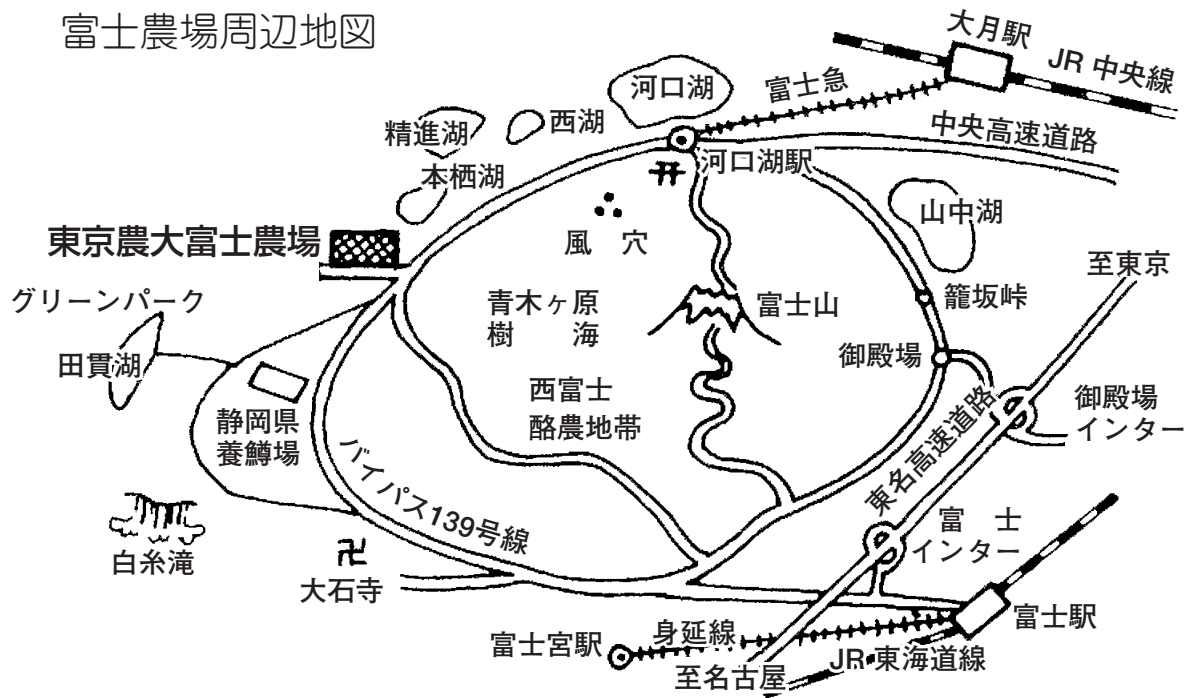 富士農場周辺地図
大月駅
JR 中央線
河口湖
富士急
西湖
精進湖
中央高速道路
本栖湖
河口湖駅
山中湖
東京農大富士農場
風 穴
至東京
グリーンパーク
青木ヶ原
樹 海
富士山
籠坂峠
田貫湖
御殿場
西富士
酪農地帯
御殿場
インター
静岡県
養鱒場
東名高速道路
バイパス139号線
富 士
インター
白糸滝
卍
大石寺
富士駅
富士宮駅
身延線
JR 東海道線
至名古屋